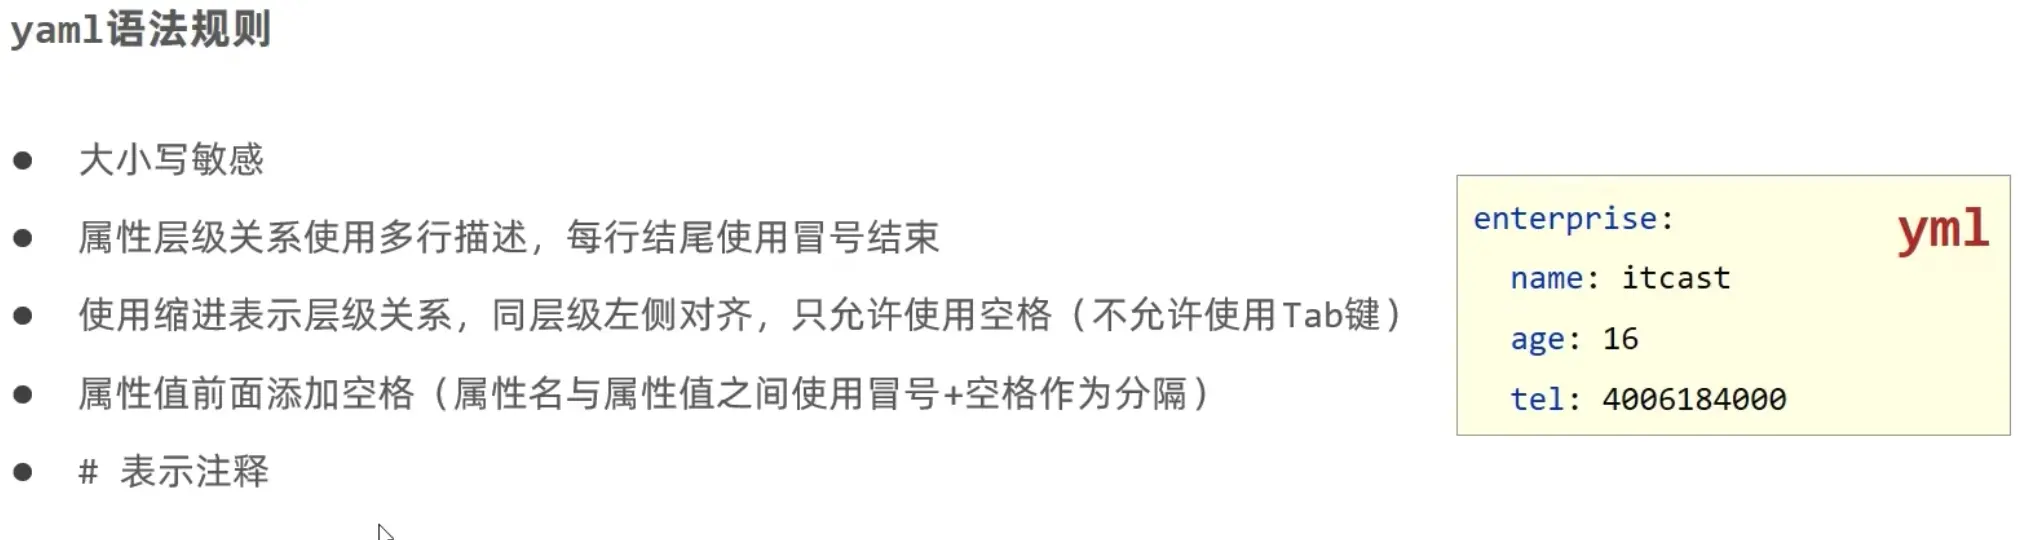 yaml语法规则
● 大小写敏感
● 属性层级关系使用多行描述，每行结尾使用冒号结束
● 使用缩进表示层级关系，同层级左侧对齐，只允许使用空格（不允许使用Tab键）
● 属性值前面添加空格（属性名与属性值之间使用冒号+空格作为分隔）
● # 表示注释
yml
enterprise:
  name: itcast
  age: 16
  tel: 4006184000